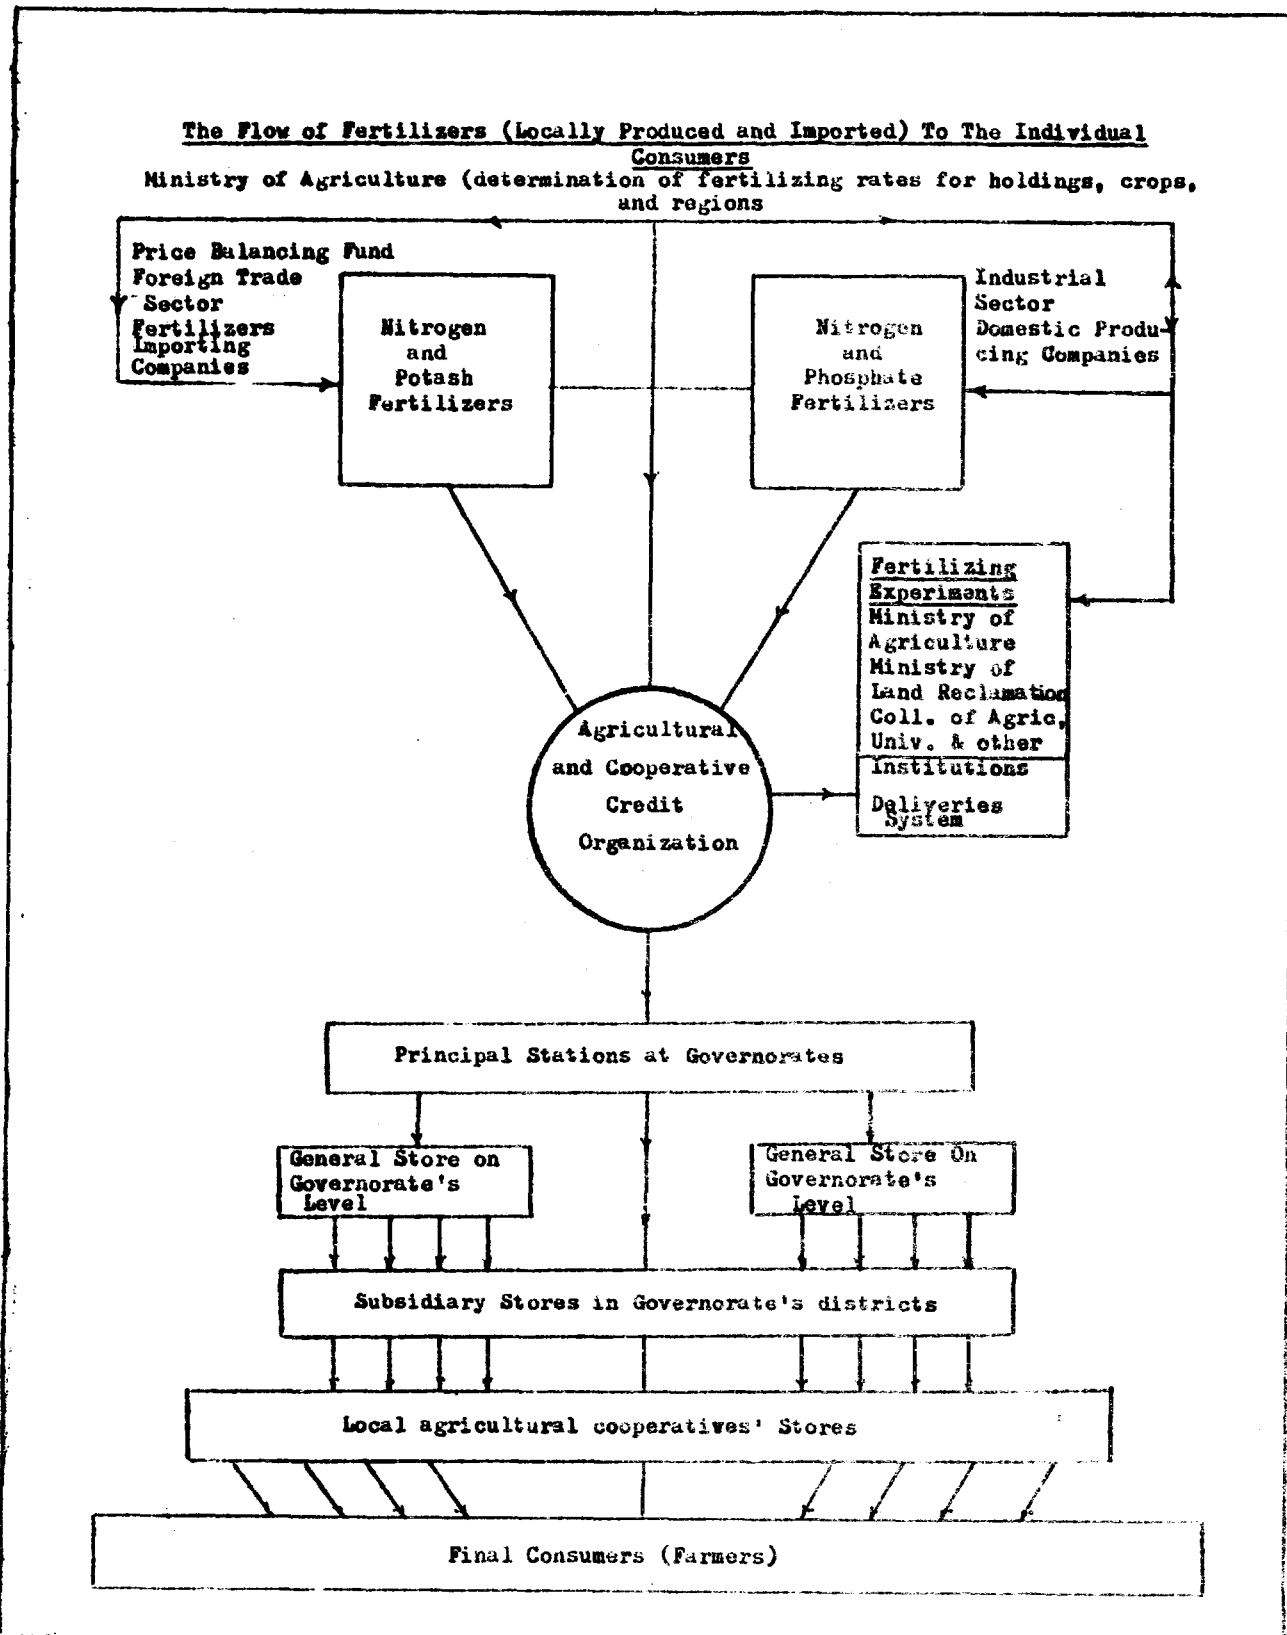 The Flow of Fertilizers (Locally Produced and Imported) To The Individual
Consumers
Ministry of Agriculture (determination of fertilizing rates for holdings, crops,
and regions
Price Balancing Fund
Foreign Trade
Sector
Fertilizers
Importing
Companies
Nitrogen
and
Potash
Fertilizers
Nitrogen
and
Phosphate
Fertilizers
Industrial
Sector
Domestic Produ-
cing Companies
Fertilizing
Experiments
Ministry of
Agriculture
Ministry of
Land Reclamation
Coll. of Agric,
Univ. & other
Institutions
Deliveries
System
Agricultural
and Cooperative
Credit
Organization
Principal Stations at Governorates
General Store on
Governorate's
Level
General Store On
Governorate's
Level
Subsidiary Stores in Governorate's districts
Local agricultural cooperatives' Stores
Final Consumers (Farmers)